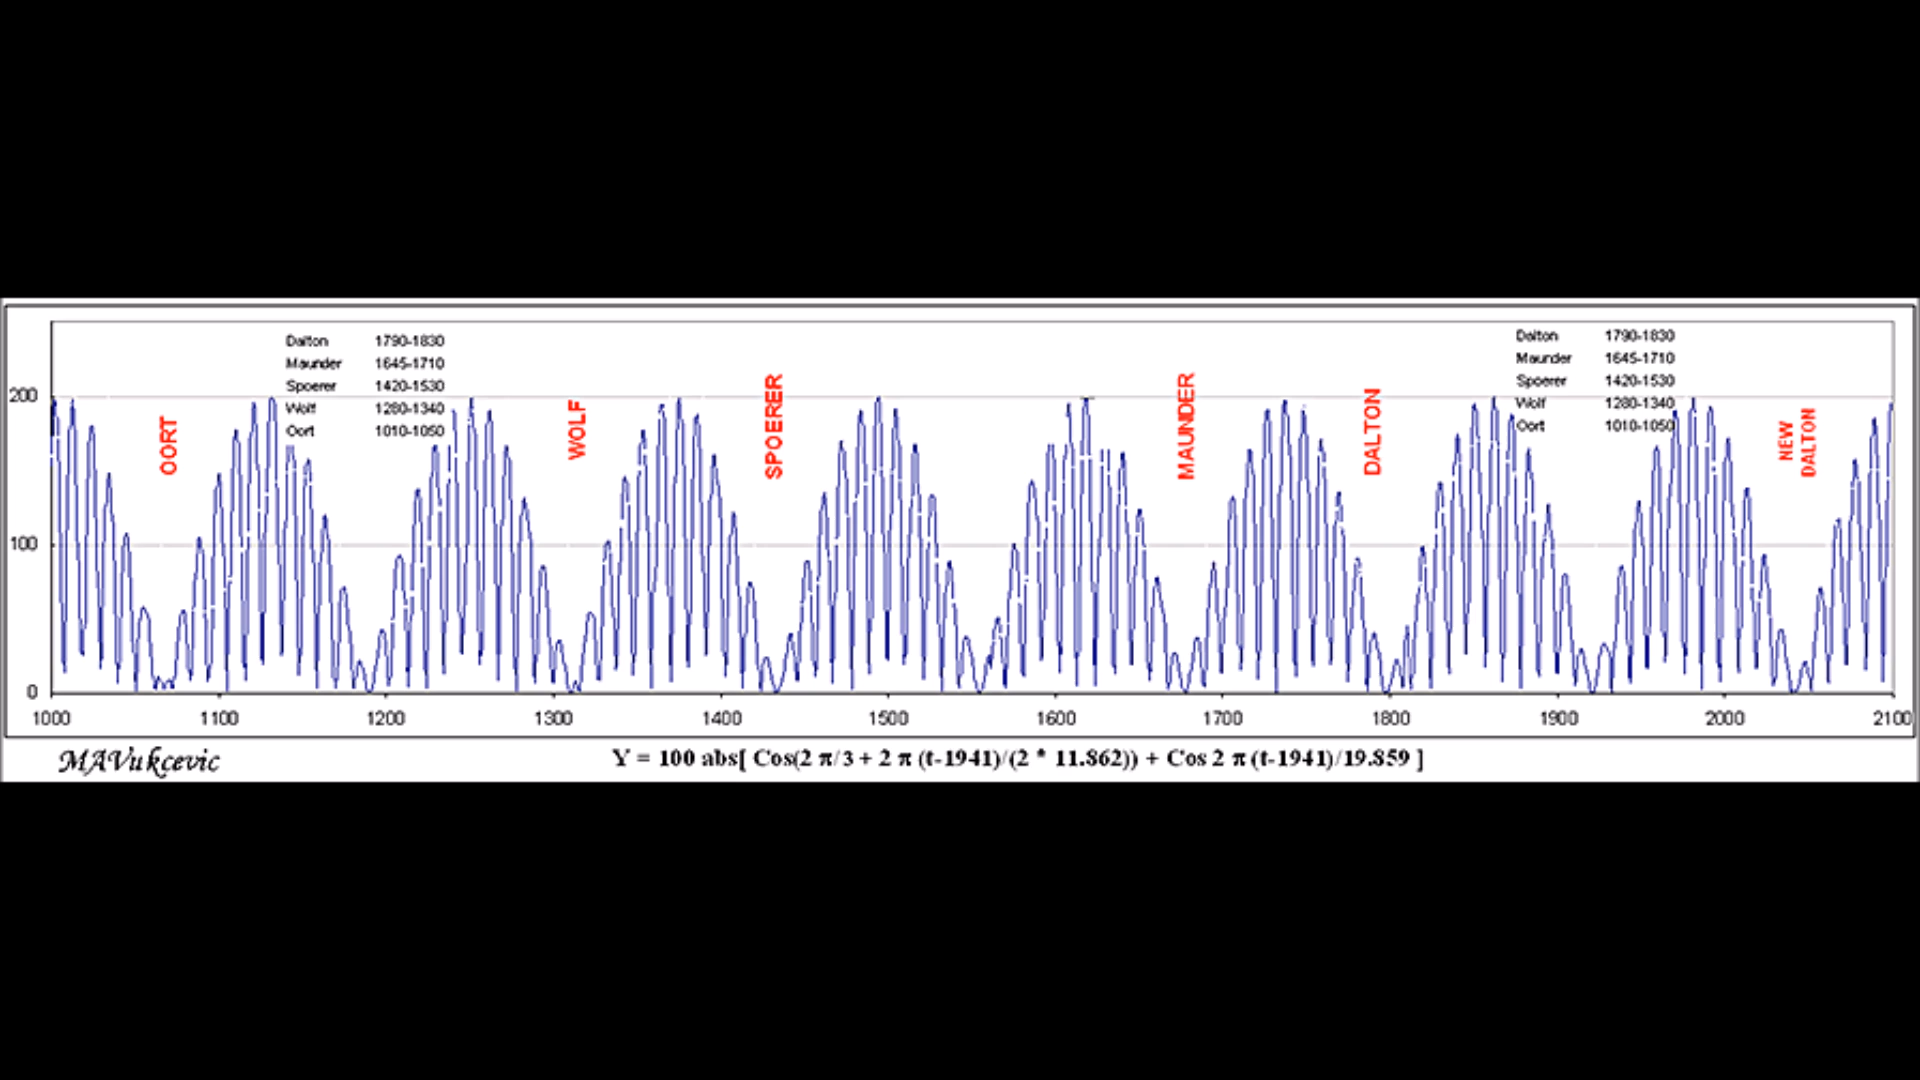 Dalton 1790-1830
Maunder 1645-1710
Spoerer 1420-1530
Wolf 1280-1340
Oort 1010-1050
Dalton 1790-1830
Maunder 1645-1710
Spoerer 1420-1530
Wolf 1280-1340
Oort 1010-1050
OORT
WOLF
SPOERER
MAUNDER
DALTON
NEW
DALTON
200
100
0
1000 1100 1200 1300 1400 1500 1600 1700 1800 1900 2000 2100
MAVukcevic
Y = 100 abs[ Cos(2 π/3 + 2 π (t-1941)/(2 * 11.862)) + Cos 2 π (t-1941)/19.859 ]